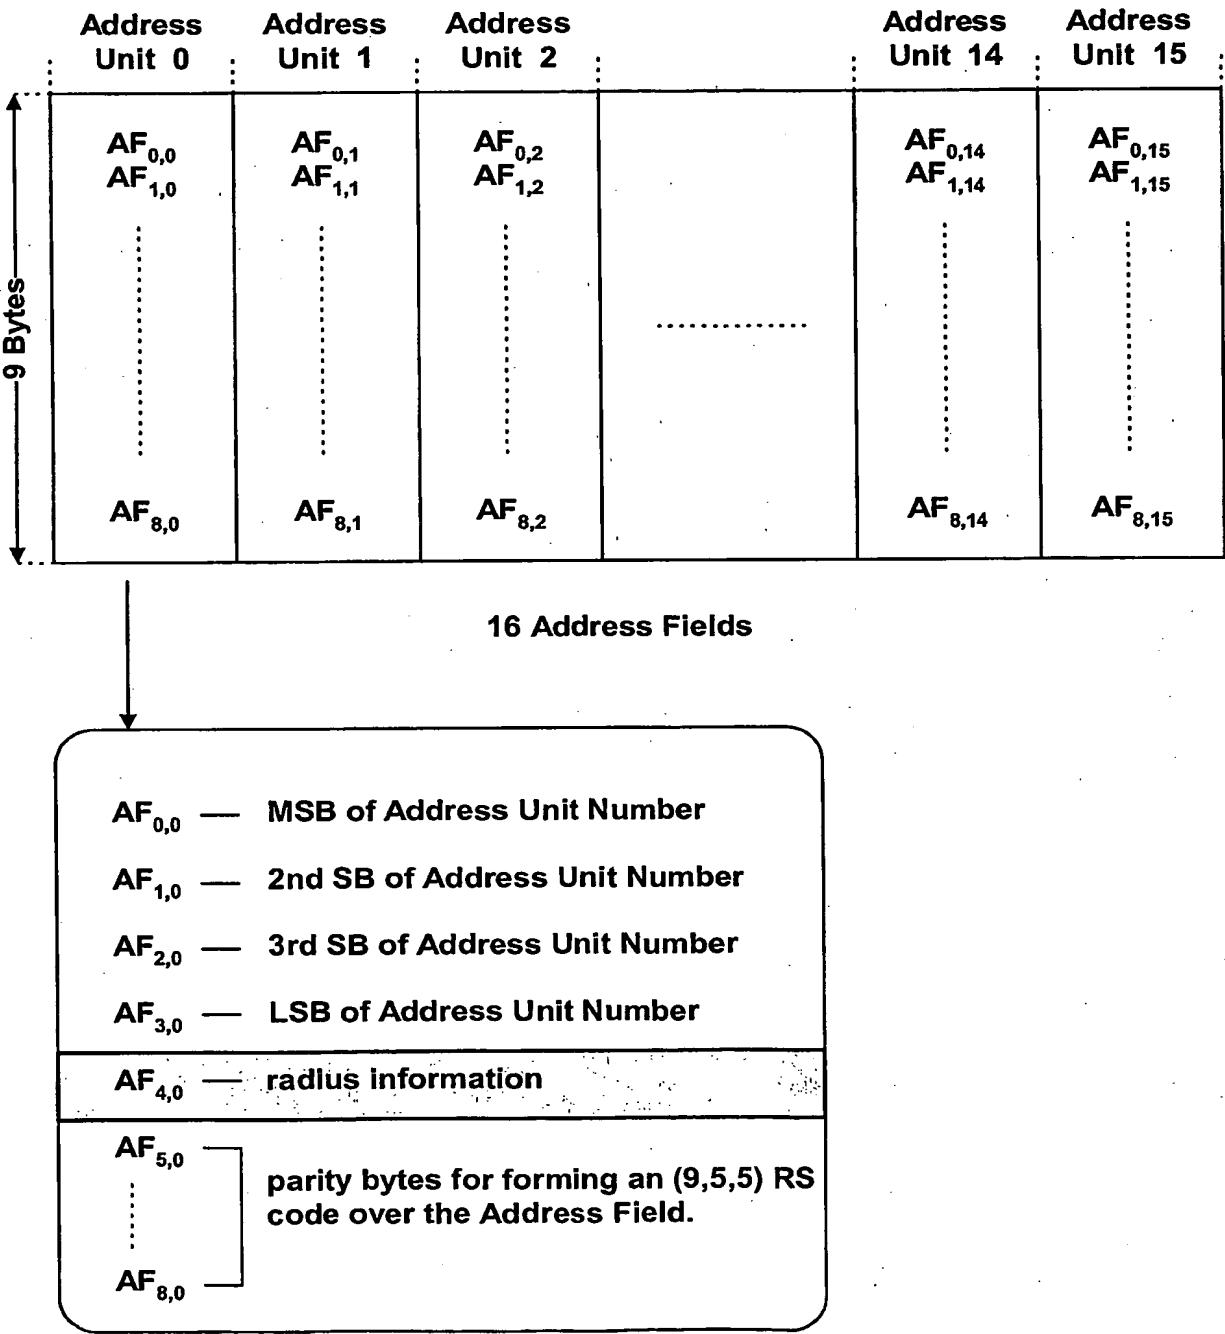 Address Unit 0 Address Unit 1 Address Unit 2 Address Unit 14 Address Unit 15
AF0,0 AF0,1 AF0,2 AF0,14 AF0,15
AF1,0 AF1,1 AF1,2 AF1,14 AF1,15
9 Bytes
AF8,0 AF8,1 AF8,2 AF8,14 AF8,15
16 Address Fields
AF0,0 — MSB of Address Unit Number
AF1,0 — 2nd SB of Address Unit Number
AF2,0 — 3rd SB of Address Unit Number
AF3,0 — LSB of Address Unit Number
AF4,0 — radius information
AF5,0
parity bytes for forming an (9,5,5) RS
code over the Address Field.
AF8,0